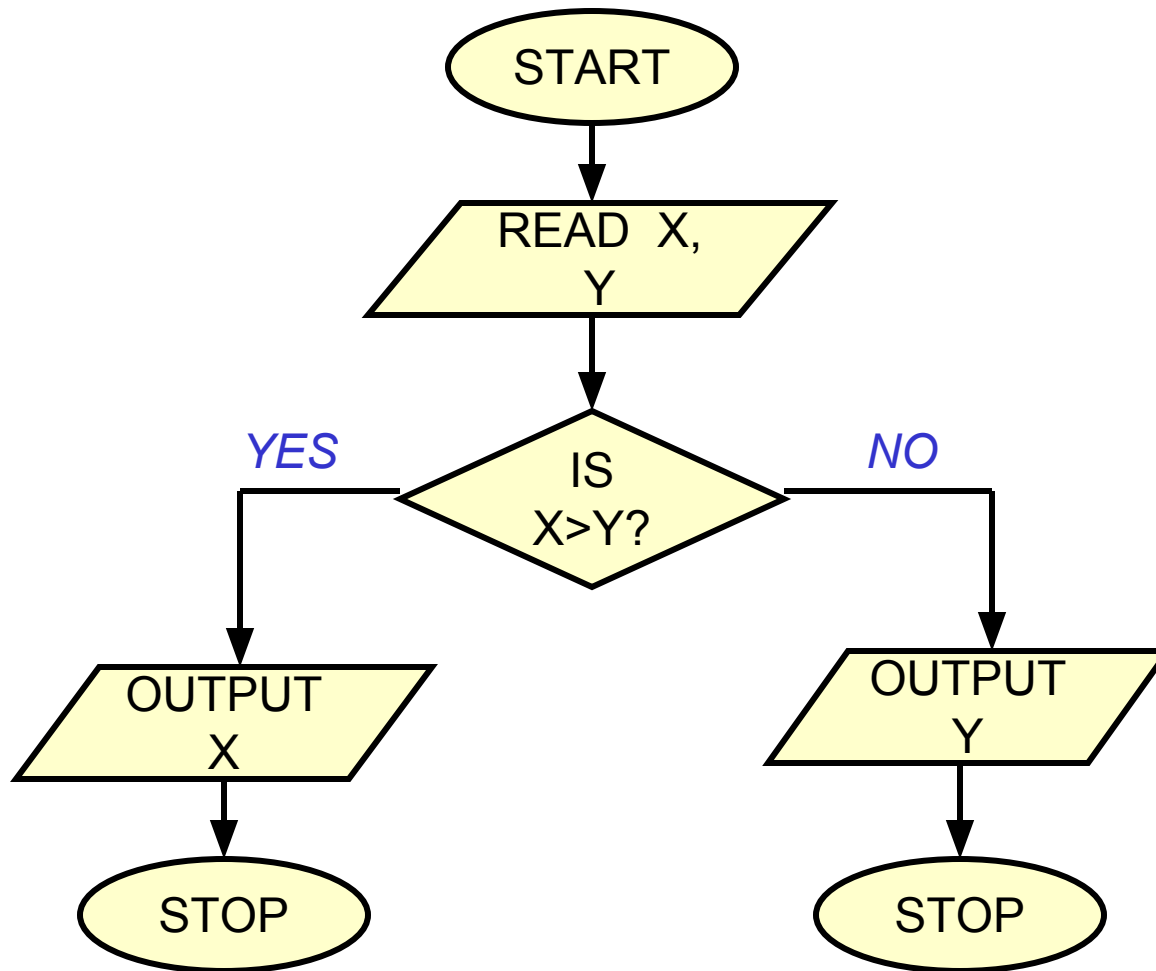 START
READ X,
Y
YES
NO
IS
X>Y?
OUTPUT
X
OUTPUT
Y
STOP
STOP